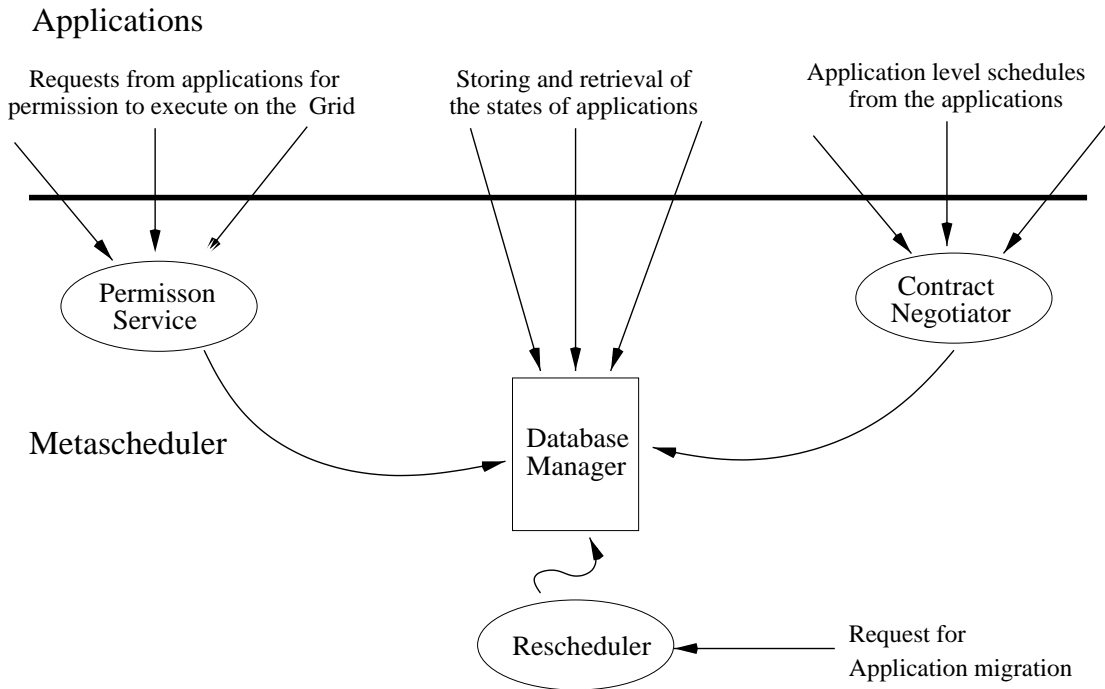 Applications
Requests from applications for
permission to execute on the Grid
Storing and retrieval of
the states of applications
Application level schedules
from the applications
Permisson
Service
Contract
Negotiator
Metascheduler
Database
Manager
Rescheduler
Request for
Application migration